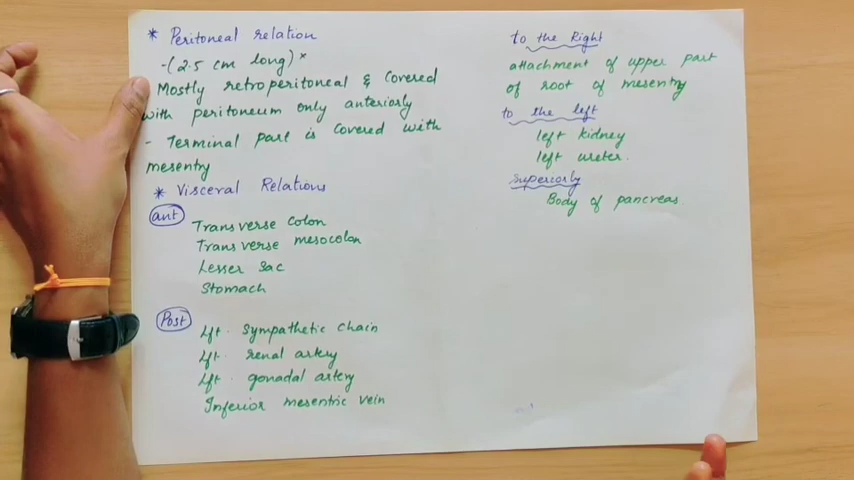 * Peritoneal relation
-(2.5 cm long)*
Mostly retroperitoneal & Covered
with peritoneum only anteriorly
- Terminal part is Covered with
mesentry
* Visceral Relations
ant
Transverse Colon
Transverse mesocolon
Lesser Sac
Stomach
Post
Lft. Sympathetic chain
Lft. renal artery
Lft. gonadal artery
Inferior mesentric vein
to the Right
attachment of upper part
of root of mesentry
to the left
left kidney
left ureter.
Supercorly
Body of pancreas.